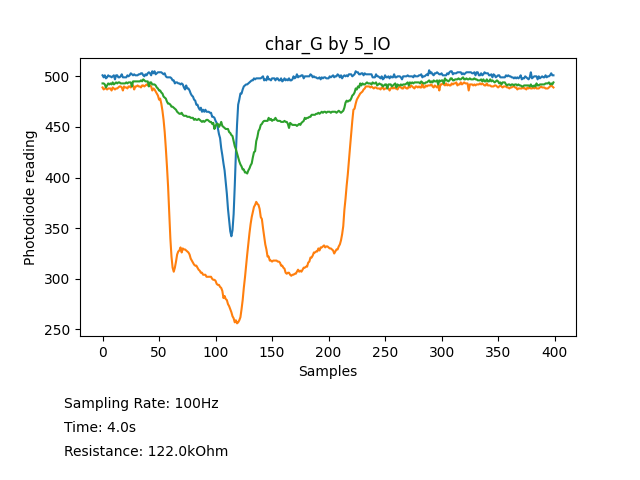 char_G by 5_IO
500
450
400
350
300
250
Photodiode reading
0 50 100 150 200 250 300 350 400
Samples
Sampling Rate: 100Hz
Time: 4.0s
Resistance: 122.0kOhm